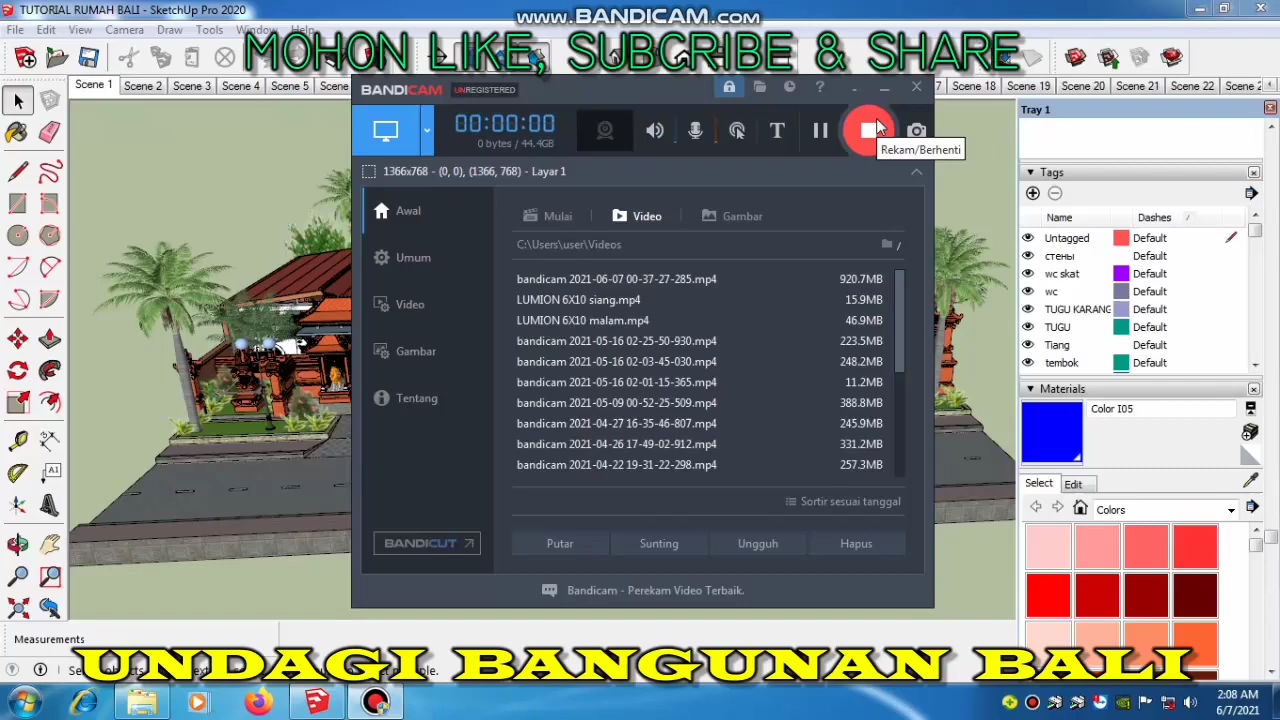 TUTORIAL RUMAH BALI - SketchUp Pro 2020
www.BANDICAM.com
File Edit View Camera Draw Tools Window Help
MOHON LIKE, SUBCRIBE & SHARE
Scene 1 Scene 2 Scene 3 Scene 4 Scene 5 Scene 18 Scene 19 Scene 20 Scene 21 Scene 22
BANDICAM UNREGISTERED
00:00:00
0 bytes / 44.4GB
Rekam/Berhenti
1366x768 - (0, 0), (1366, 768) - Layar 1
Awal
Umum
Video
Gambar
Tentang
BANDICUT
Mulai Video Gambar
C:\Users\user\Videos
bandicam 2021-06-07 00-37-27-285.mp4 920.7MB
LUMION 6X10 siang.mp4 15.9MB
LUMION 6X10 malam.mp4 46.9MB
bandicam 2021-05-16 02-25-50-930.mp4 223.5MB
bandicam 2021-05-16 02-03-45-030.mp4 248.2MB
bandicam 2021-05-16 02-01-15-365.mp4 11.2MB
bandicam 2021-05-09 00-52-25-509.mp4 388.8MB
bandicam 2021-04-27 16-35-46-807.mp4 245.9MB
bandicam 2021-04-26 17-49-02-912.mp4 331.2MB
bandicam 2021-04-22 19-31-22-298.mp4 257.3MB
Sortir sesuai tanggal
Putar Sunting Ungguh Hapus
Bandicam - Perekam Video Terbaik.
Tray 1
Tags
Name Dashes
Untagged Default
стены Default
wc skat Default
wc Default
TUGU KARANG Default
TUGU Default
Tiang Default
tembok Default
Materials
Color I05
Select Edit
Colors
Measurements
UNDAGI BANGUNAN BALI
2:08 AM
6/7/2021